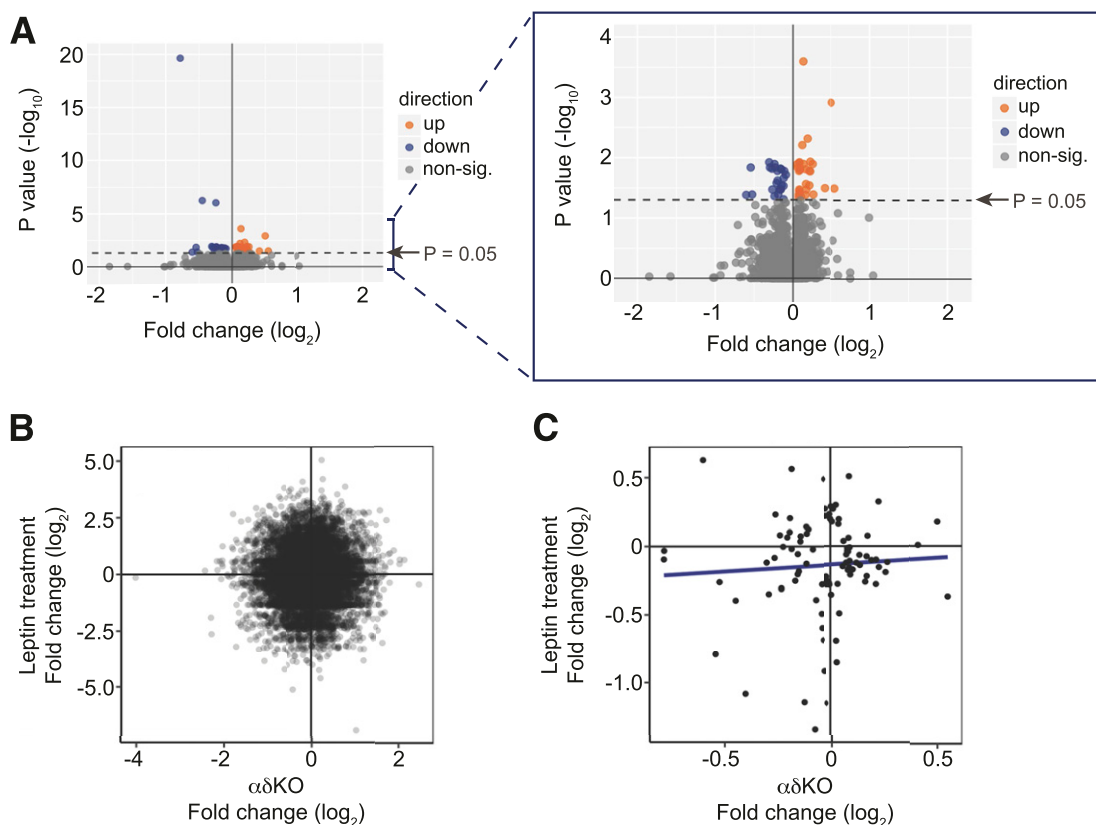 A
P value (-log10)
20
15
10
5
0
-2
-1
0
1
2
Fold change (log2)
direction
up
down
non-sig.
P = 0.05
P value (-log10)
4
3
2
1
0
-2
-1
0
1
2
Fold change (log2)
direction
up
down
non-sig.
P = 0.05
B
Leptin treatment
Fold change (log2)
5.0
2.5
0
-2.5
-5.0
-4
-2
0
2
αδKO
Fold change (log2)
C
Leptin treatment
Fold change (log2)
0.5
0
-0.5
-1.0
-0.5
0
0.5
αδKO
Fold change (log2)